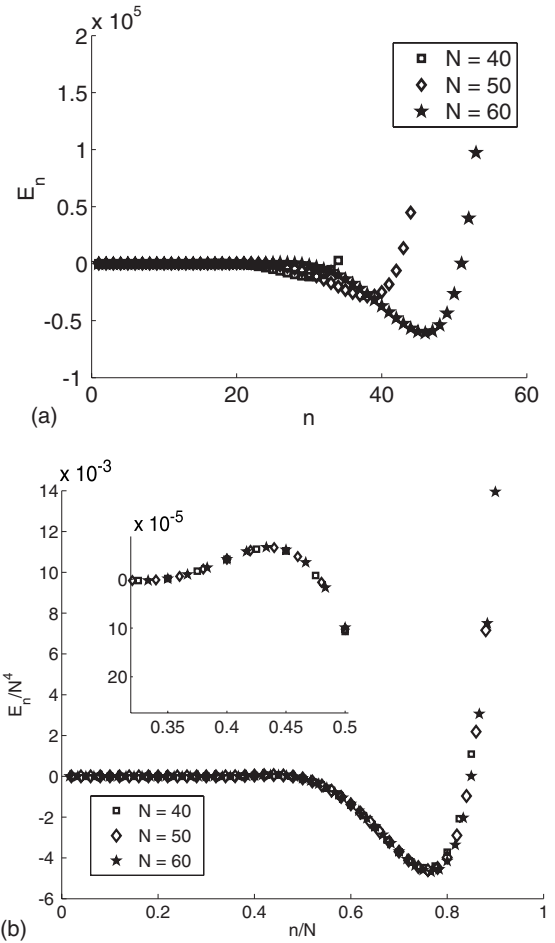 x 10^5
2
1.5
1
0.5
0
-0.5
-1
E_n
N = 40
N = 50
N = 60
0 20 40 60
n
(a)
x 10^-3
14
12
10
8
6
4
2
0
-2
-4
-6
E_n/N^4
x 10^-5
0
10
20
0.35 0.4 0.45 0.5
N = 40
N = 50
N = 60
0 0.2 0.4 0.6 0.8 1
n/N
(b)